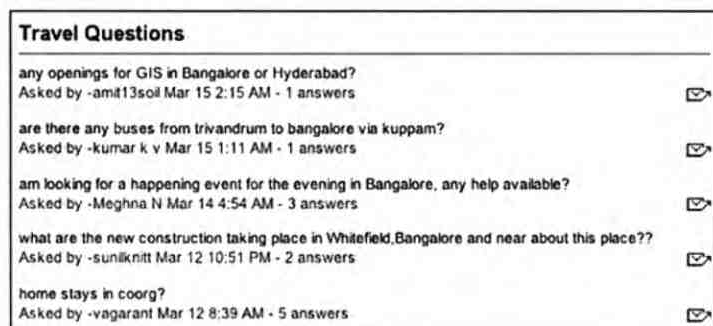 Travel Questions
any openings for GIS in Bangalore or Hyderabad?
Asked by -amit13soil Mar 15 2:15 AM - 1 answers
are there any buses from trivandrum to bangalore via kuppam?
Asked by -kumar k v Mar 15 1:11 AM - 1 answers
am looking for a happening event for the evening in Bangalore, any help available?
Asked by -Meghna N Mar 14 4:54 AM - 3 answers
what are the new construction taking place in Whitefield,Bangalore and near about this place??
Asked by -sunilknitt Mar 12 10:51 PM - 2 answers
home stays in coorg?
Asked by -vagarant Mar 12 8:39 AM - 5 answers